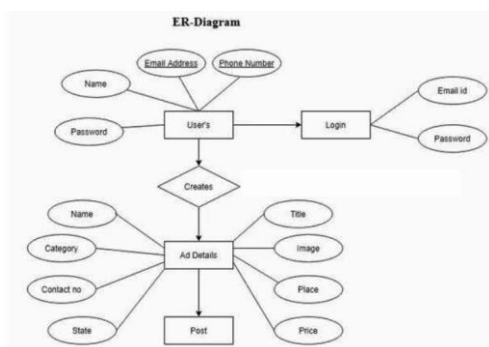 ER-Diagram
Email Address
Phone Number
Name
Email id
Password
User's
Login
Password
Creates
Name
Title
Category
Ad Details
Image
Contact no
Place
State
Post
Price